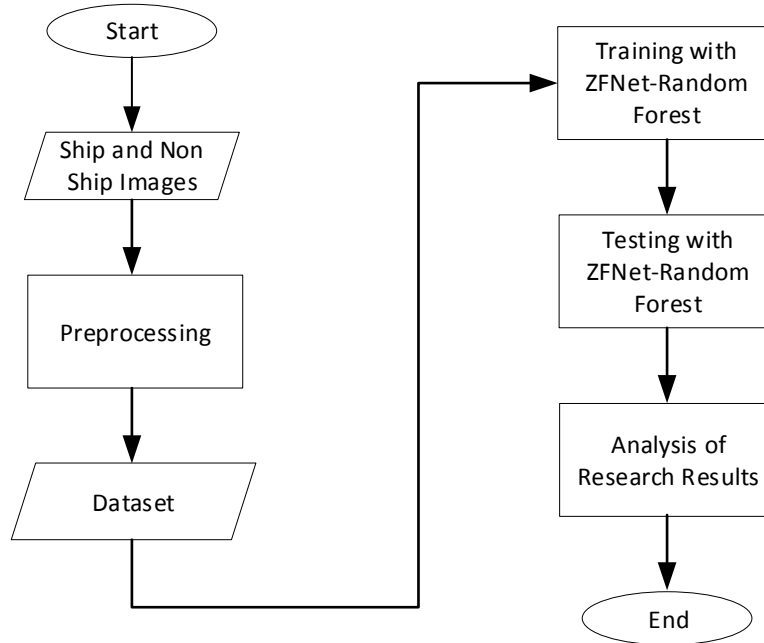 Start
Ship and Non
Ship Images
Preprocessing
Dataset
Training with
ZFNet-Random
Forest
Testing with
ZFNet-Random
Forest
Analysis of
Research Results
End